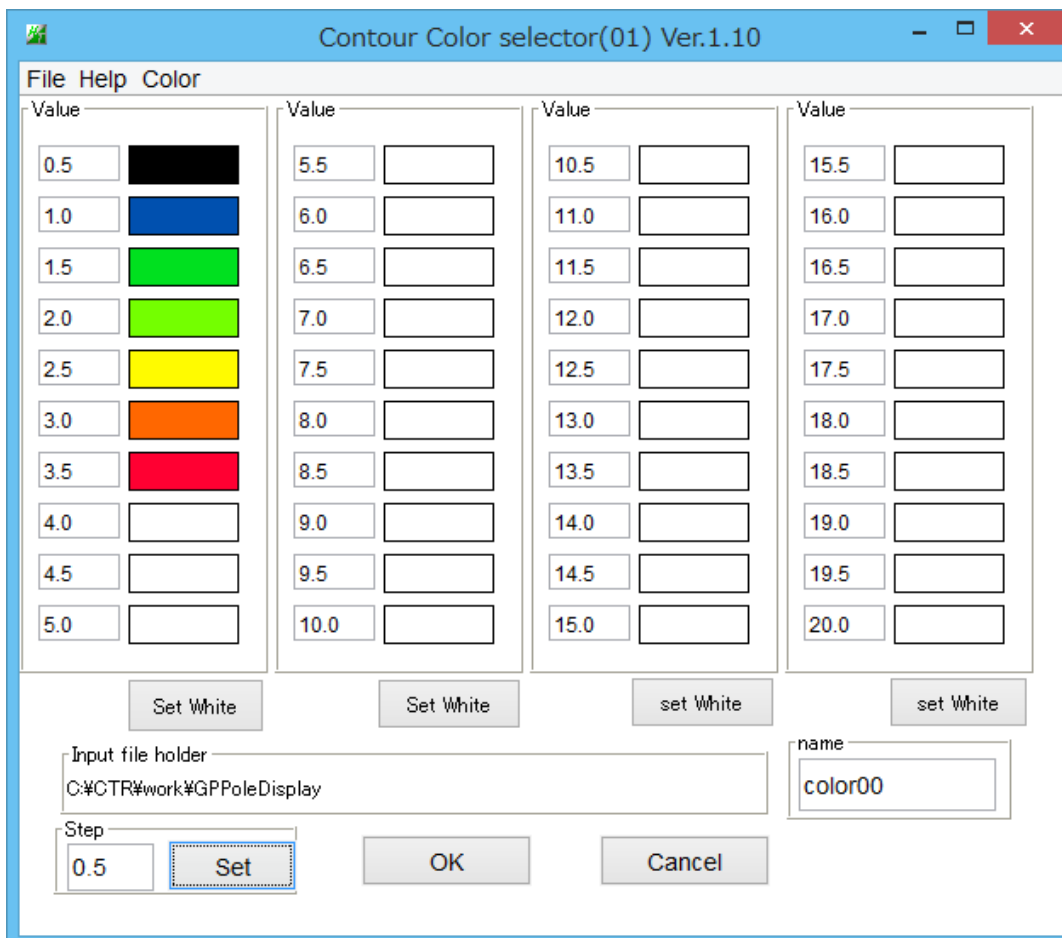 Contour Color selector(01) Ver.1.10
File Help Color
Value Value Value Value
0.5 5.5 10.5 15.5
1.0 6.0 11.0 16.0
1.5 6.5 11.5 16.5
2.0 7.0 12.0 17.0
2.5 7.5 12.5 17.5
3.0 8.0 13.0 18.0
3.5 8.5 13.5 18.5
4.0 9.0 14.0 19.0
4.5 9.5 14.5 19.5
5.0 10.0 15.0 20.0
Set White Set White set White set White
Input file holder
C:¥CTR¥work¥GPPoleDisplay
name
color00
Step
0.5 Set OK Cancel